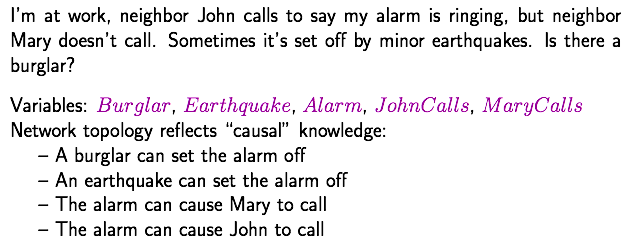 I'm at work, neighbor John calls to say my alarm is ringing, but neighbor
Mary doesn't call. Sometimes it's set off by minor earthquakes. Is there a
burglar?
Variables: Burglar, Earthquake, Alarm, JohnCalls, MaryCalls
Network topology reflects “causal” knowledge:
– A burglar can set the alarm off
– An earthquake can set the alarm off
– The alarm can cause Mary to call
– The alarm can cause John to call